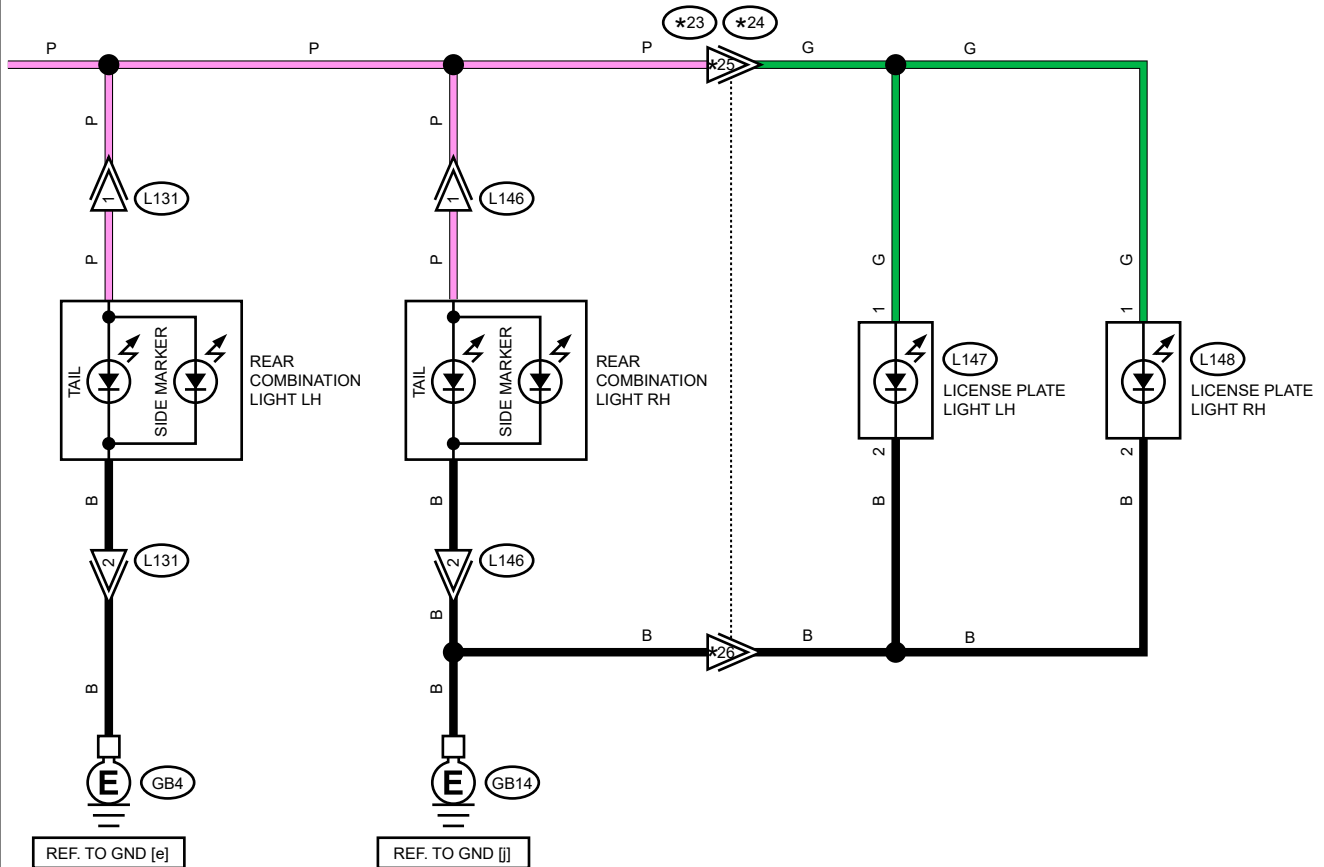 *23
*24
P
P
P
*25
G
G
P
P
L131
1
L146
1
P
P
G
G
1
1
TAIL
SIDE MARKER
REAR
COMBINATION
LIGHT LH
TAIL
SIDE MARKER
REAR
COMBINATION
LIGHT RH
L147
LICENSE PLATE
LIGHT LH
L148
LICENSE PLATE
LIGHT RH
2
2
B
B
B
B
2
L131
2
L146
B
B
*26
B
B
B
B
E
GB4
E
GB14
REF. TO GND [e]
REF. TO GND [j]